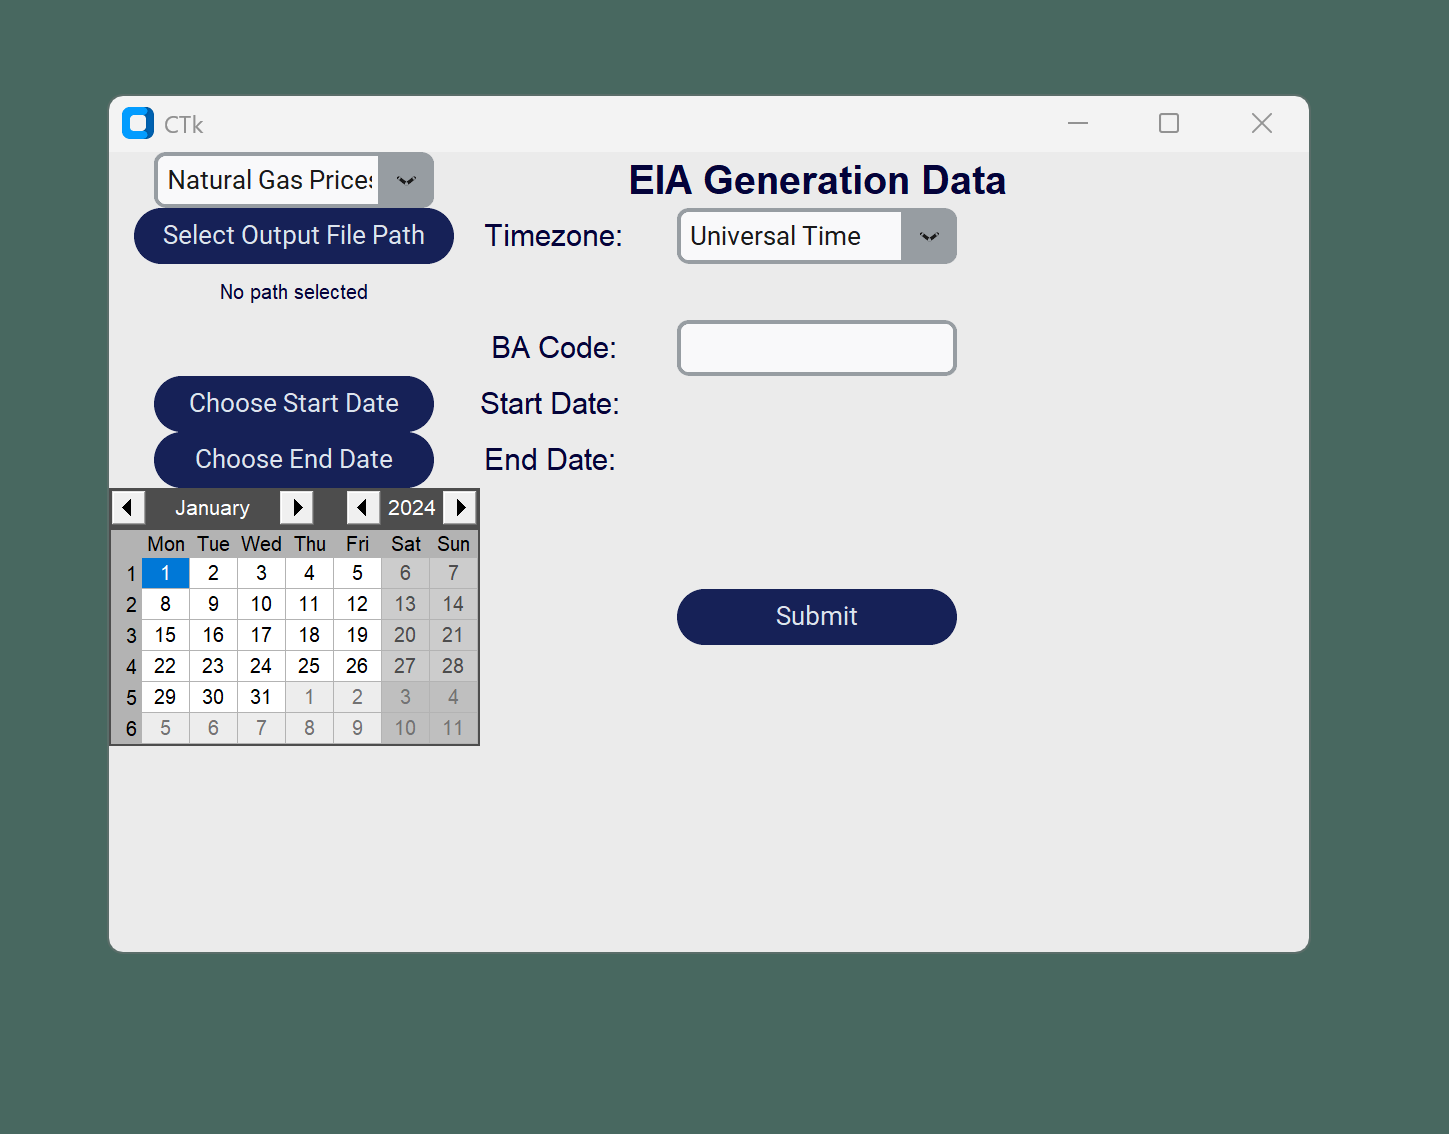 CTk
Natural Gas Prices
EIA Generation Data
Select Output File Path
Timezone:
Universal Time
No path selected
BA Code:
Choose Start Date
Start Date:
Choose End Date
End Date:
January 2024
Mon Tue Wed Thu Fri Sat Sun
1 1 2 3 4 5 6 7
2 8 9 10 11 12 13 14
3 15 16 17 18 19 20 21
4 22 23 24 25 26 27 28
5 29 30 31 1 2 3 4
6 5 6 7 8 9 10 11
Submit